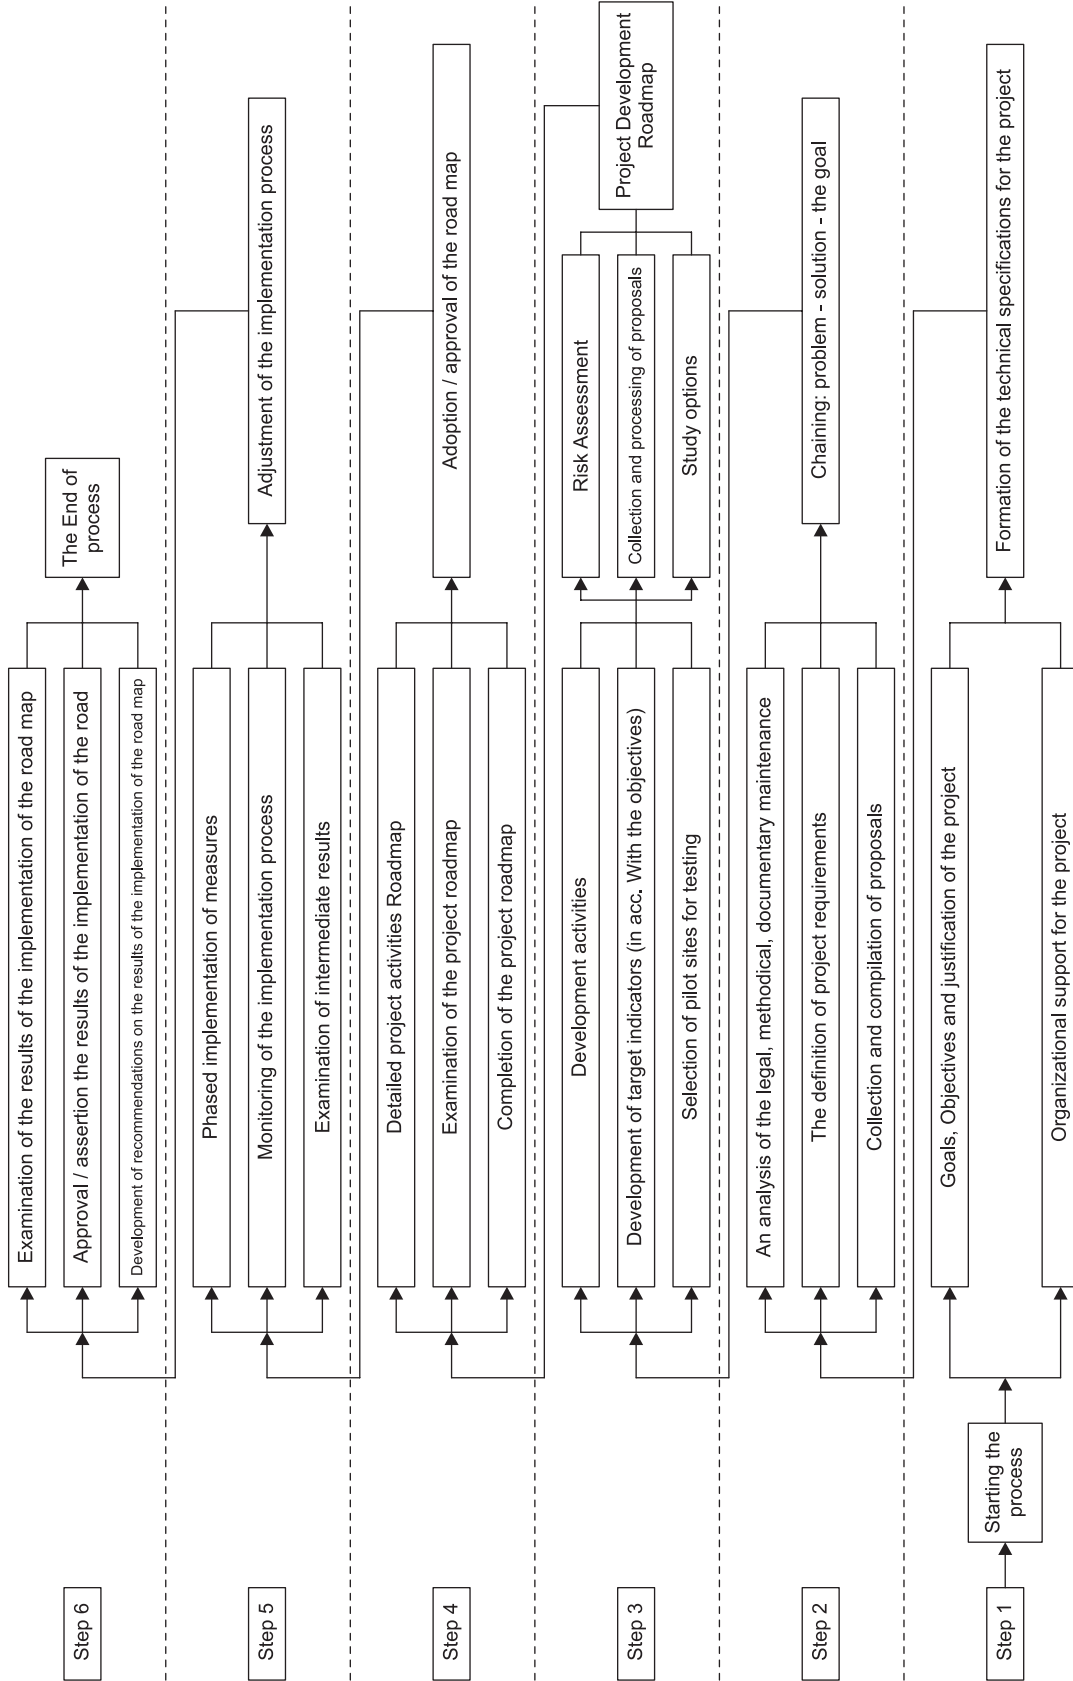 Step 6
Examination of the results of the implementation of the road map
Approval / assertion the results of the implementation of the road
Development of recommendations on the results of the implementation of the road map
The End of
process
Step 5
Phased implementation of measures
Monitoring of the implementation process
Examination of intermediate results
Adjustment of the implementation process
Step 4
Detailed project activities Roadmap
Examination of the project roadmap
Completion of the project roadmap
Adoption / approval of the road map
Step 3
Development activities
Development of target indicators (in acc. With the objectives)
Selection of pilot sites for testing
Risk Assessment
Collection and processing of proposals
Study options
Project Development
Roadmap
Step 2
An analysis of the legal, methodical, documentary maintenance
The definition of project requirements
Collection and compilation of proposals
Chaining: problem - solution - the goal
Step 1
Starting the
process
Goals, Objectives and justification of the project
Organizational support for the project
Formation of the technical specifications for the project